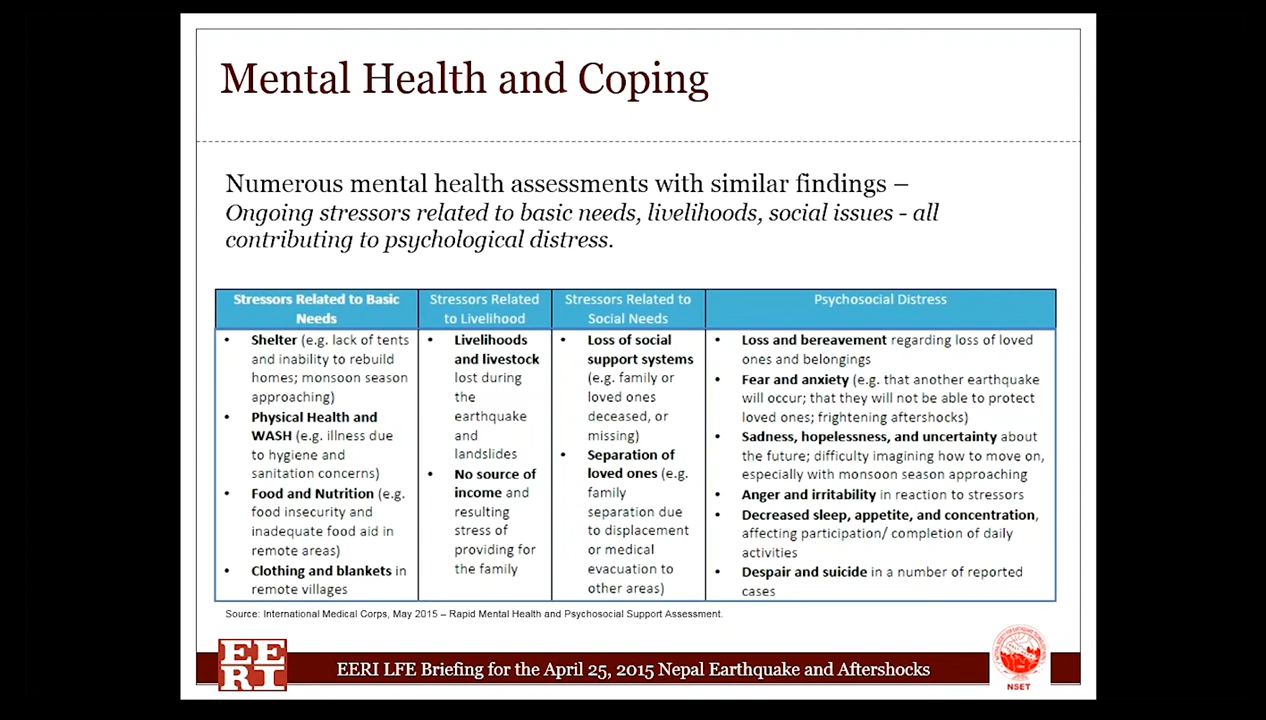 Mental Health and Coping
Numerous mental health assessments with similar findings –
Ongoing stressors related to basic needs, livelihoods, social issues - all
contributing to psychological distress.
Stressors Related to Basic
Needs
• Shelter (e.g. lack of tents
and inability to rebuild
homes; monsoon season
approaching)
• Physical Health and
WASH (e.g. illness due
to hygiene and
sanitation concerns)
• Food and Nutrition (e.g.
food insecurity and
inadequate food aid in
remote areas)
• Clothing and blankets in
remote villages
Stressors Related
to Livelihood
• Livelihoods
and livestock
lost during
the
earthquake
and
landslides
• No source of
income and
resulting
stress of
providing for
the family
Stressors Related to
Social Needs
• Loss of social
support systems
(e.g. family or
loved ones
deceased, or
missing)
• Separation of
loved ones (e.g.
family
separation due
to displacement
or medical
evacuation to
other areas)
Psychosocial Distress
• Loss and bereavement regarding loss of loved
ones and belongings
• Fear and anxiety (e.g. that another earthquake
will occur; that they will not be able to protect
loved ones; frightening aftershocks)
• Sadness, hopelessness, and uncertainty about
the future; difficulty imagining how to move on,
especially with monsoon season approaching
• Anger and irritability in reaction to stressors
• Decreased sleep, appetite, and concentration,
affecting participation/ completion of daily
activities
• Despair and suicide in a number of reported
cases
Source: International Medical Corps, May 2015 – Rapid Mental Health and Psychosocial Support Assessment.
EE
RI
EERI LFE Briefing for the April 25, 2015 Nepal Earthquake and Aftershocks
NSET